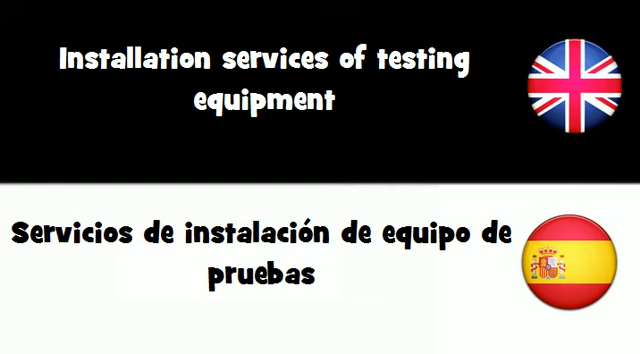 Installation services of testing
equipment
Servicios de instalación de equipo de
pruebas